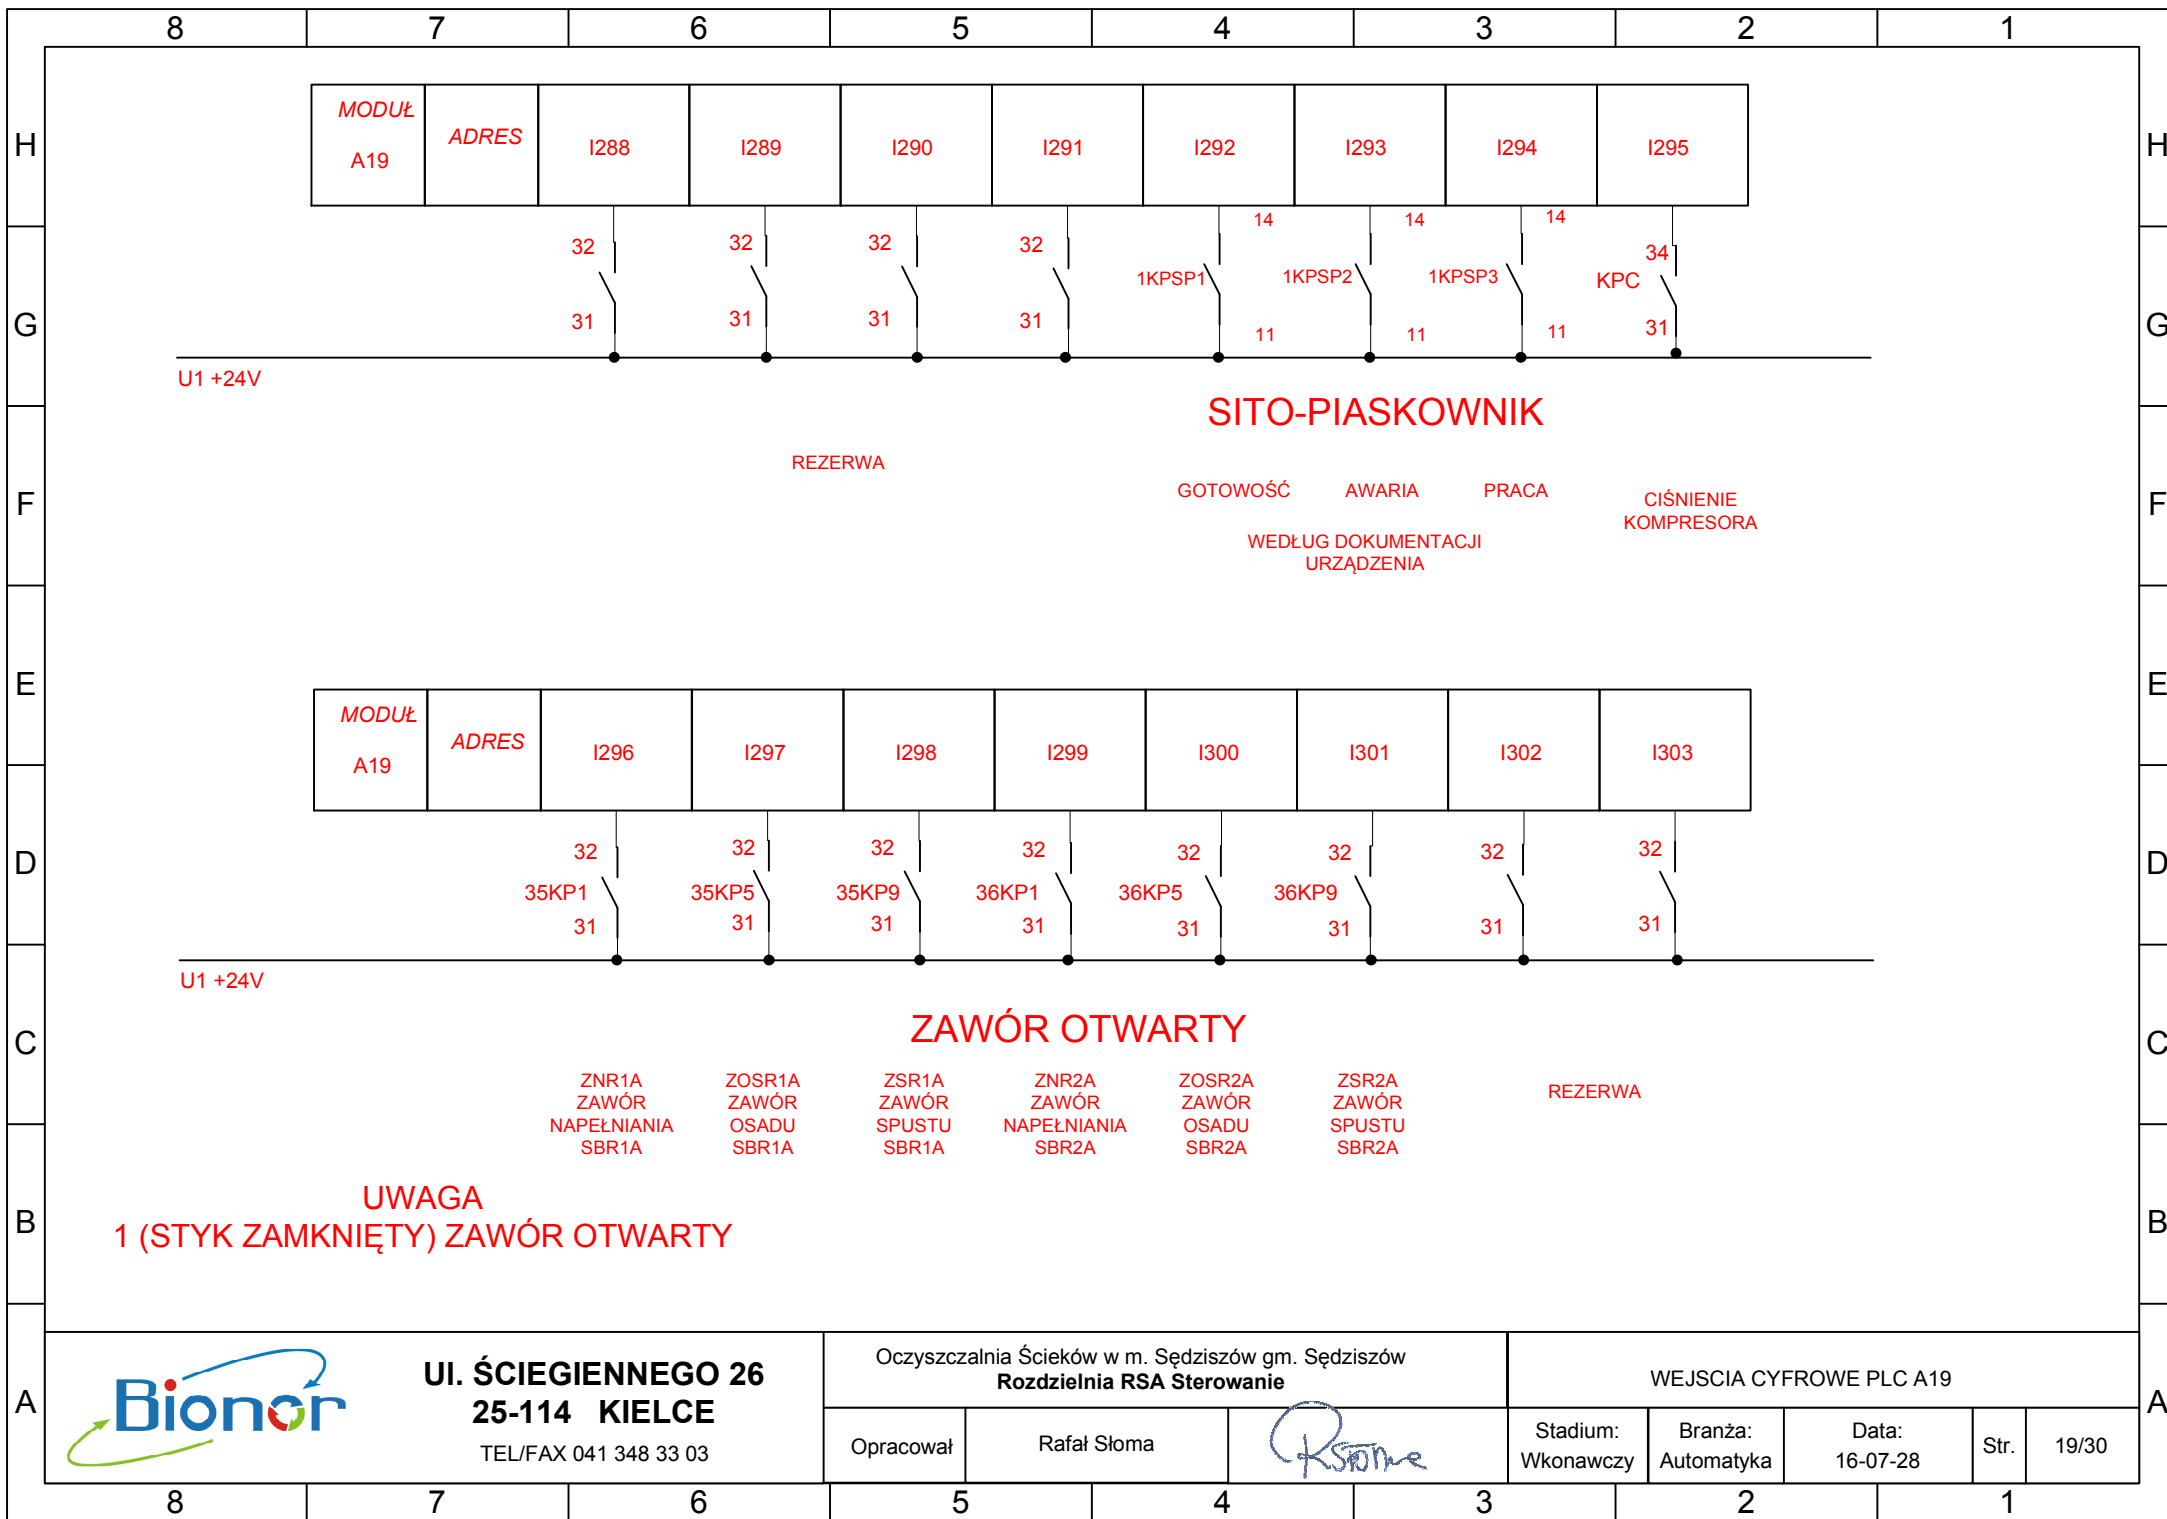 8 7 6 5 4 3 2 1
H H
MODUŁ
A19
ADRES
I288 I289 I290 I291 I292 I293 I294 I295
14 14 14
32 32 32 32 34
1KPSP1 1KPSP2 1KPSP3 KPC
31 31 31 31 11 11 11 31
G G
U1 +24V
SITO-PIASKOWNIK
REZERWA
GOTOWOŚĆ AWARIA PRACA
CIŚNIENIE
KOMPRESORA
F F
WEDŁUG DOKUMENTACJI
URZĄDZENIA
E E
MODUŁ
A19
ADRES
I296 I297 I298 I299 I300 I301 I302 I303
32 32 32 32 32 32 32 32
D D
35KP1 35KP5 35KP9 36KP1 36KP5 36KP9
31 31 31 31 31 31 31 31
U1 +24V
ZAWÓR OTWARTY
C C
ZNR1A ZOSR1A ZSR1A ZNR2A ZOSR2A ZSR2A
ZAWÓR ZAWÓR ZAWÓR ZAWÓR ZAWÓR ZAWÓR
NAPEŁNIANIA OSADU SPUSTU NAPEŁNIANIA OSADU SPUSTU
SBR1A SBR1A SBR1A SBR2A SBR2A SBR2A
REZERWA
UWAGA
1 (STYK ZAMKNIĘTY) ZAWÓR OTWARTY
B B
A A
Bionor
Ul. ŚCIEGIENNEGO 26
25-114 KIELCE
TEL/FAX 041 348 33 03
Oczyszczalnia Ścieków w m. Sędziszów gm. Sędziszów
Rozdzielnia RSA Sterowanie
Opracował
Rafał Słoma
RSłoma
WEJSCIA CYFROWE PLC A19
Stadium:
Wkonawczy
Branża:
Automatyka
Data:
16-07-28
Str.
19/30
8 7 6 5 4 3 2 1